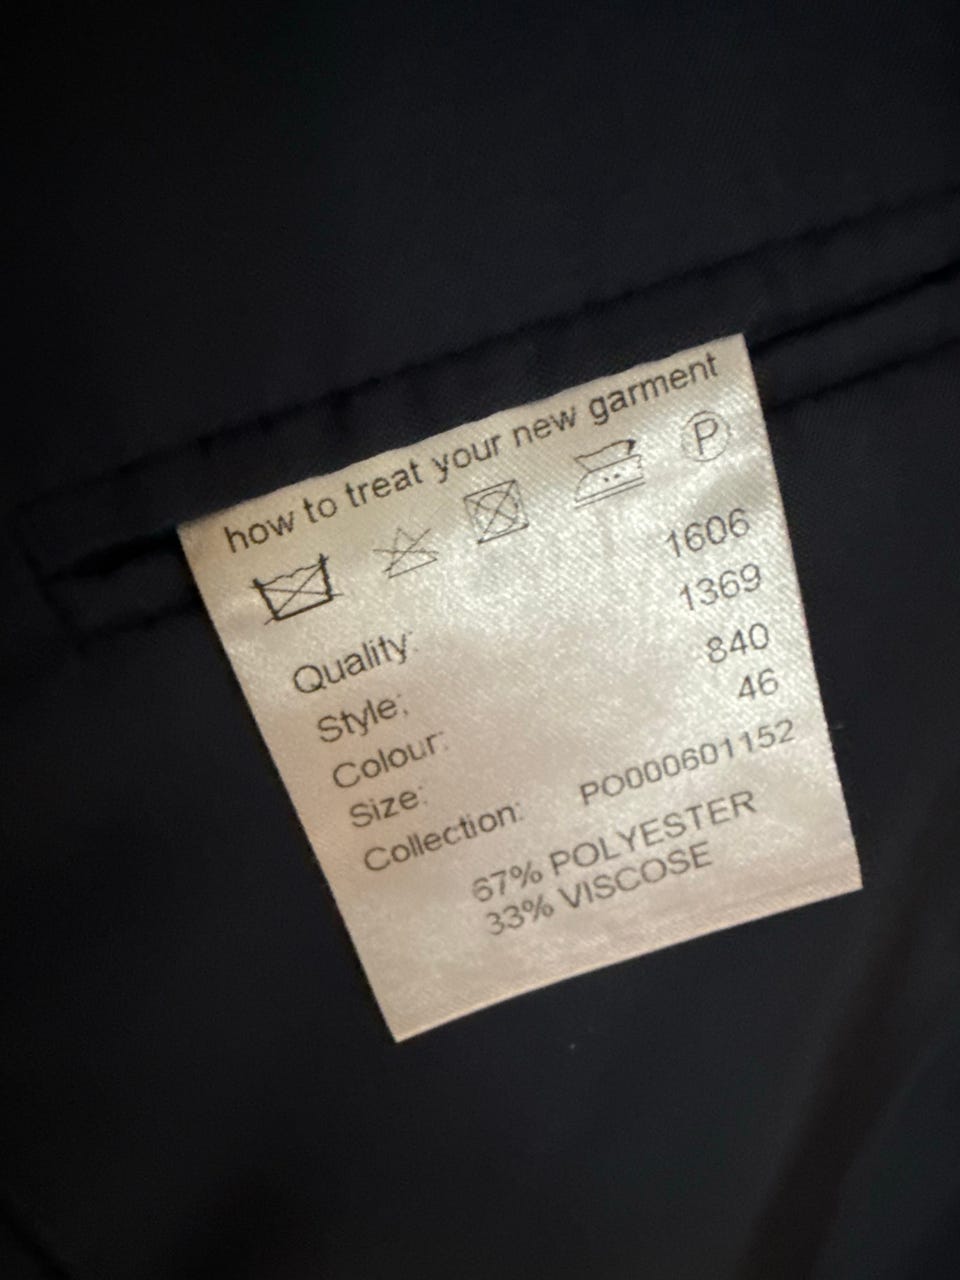 how to treat your new garment
P
Quality: 1606
Style: 1369
Colour: 840
Size: 46
Collection: PO000601152
67% POLYESTER
33% VISCOSE